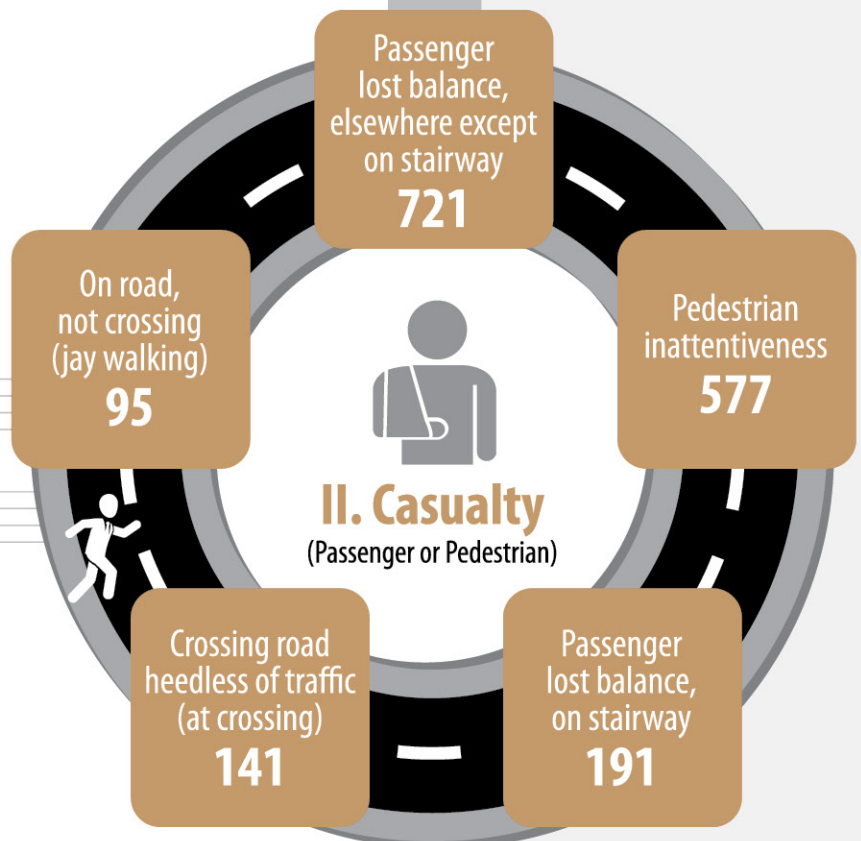 Passenger
lost balance,
elsewhere except
on stairway
721
Pedestrian
inattentiveness
577
Passenger
lost balance,
on stairway
191
Crossing road
heedless of traffic
(at crossing)
141
On road,
not crossing
(jay walking)
95
II. Casualty
(Passenger or Pedestrian)